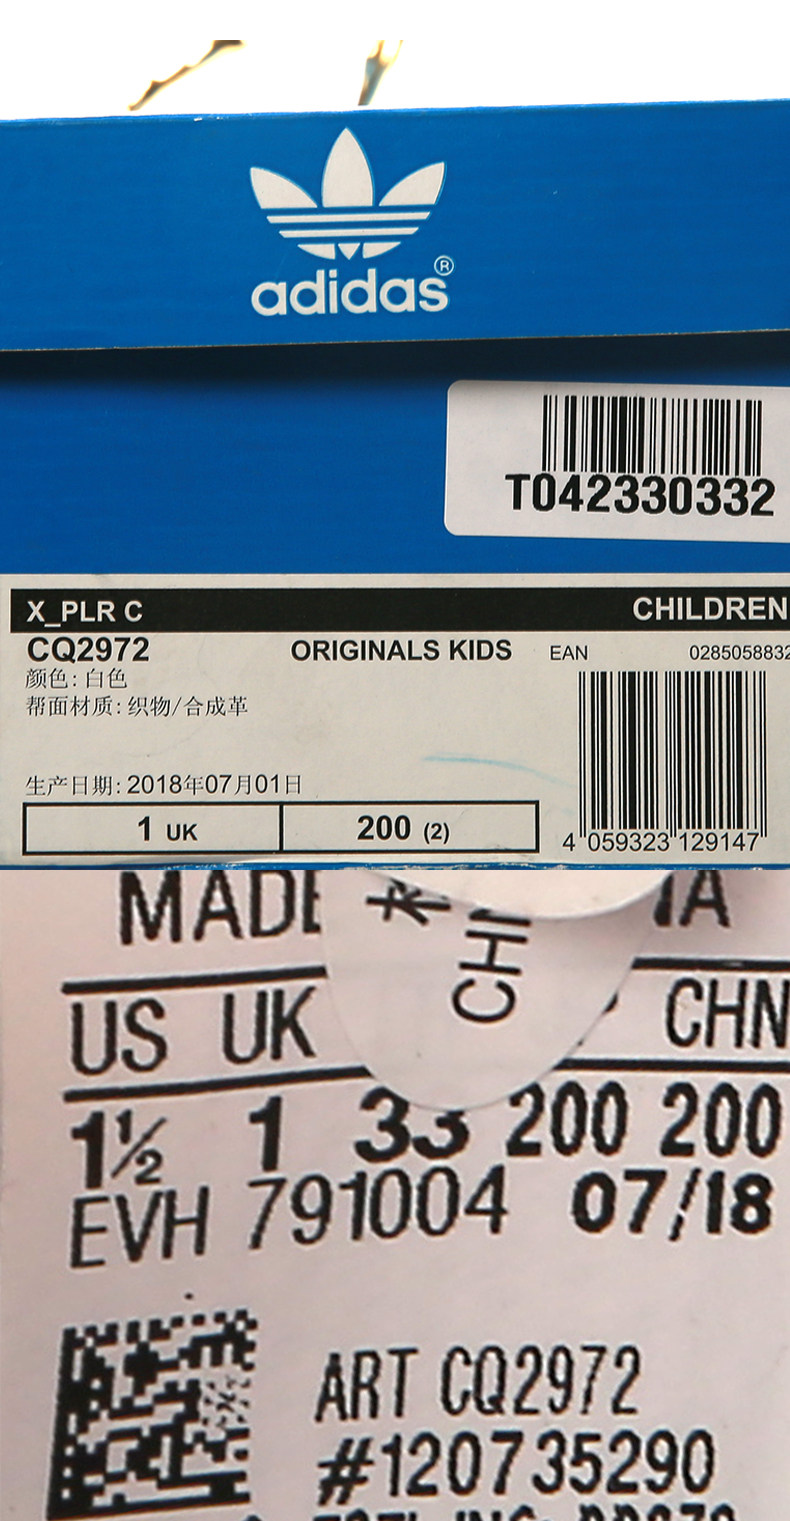 adidas®
T042330332
X_PLR C CHILDREN
CQ2972 ORIGINALS KIDS EAN 0285058832
颜色: 白色
帮面材质: 织物/合成革
生产日期: 2018年07月01日
1 UK 200 (2)
4 059323 129147
MADE
US UK CHN
1½ 1 33 200 200
EVH 791004 07/18
ART CQ2972
#120735290